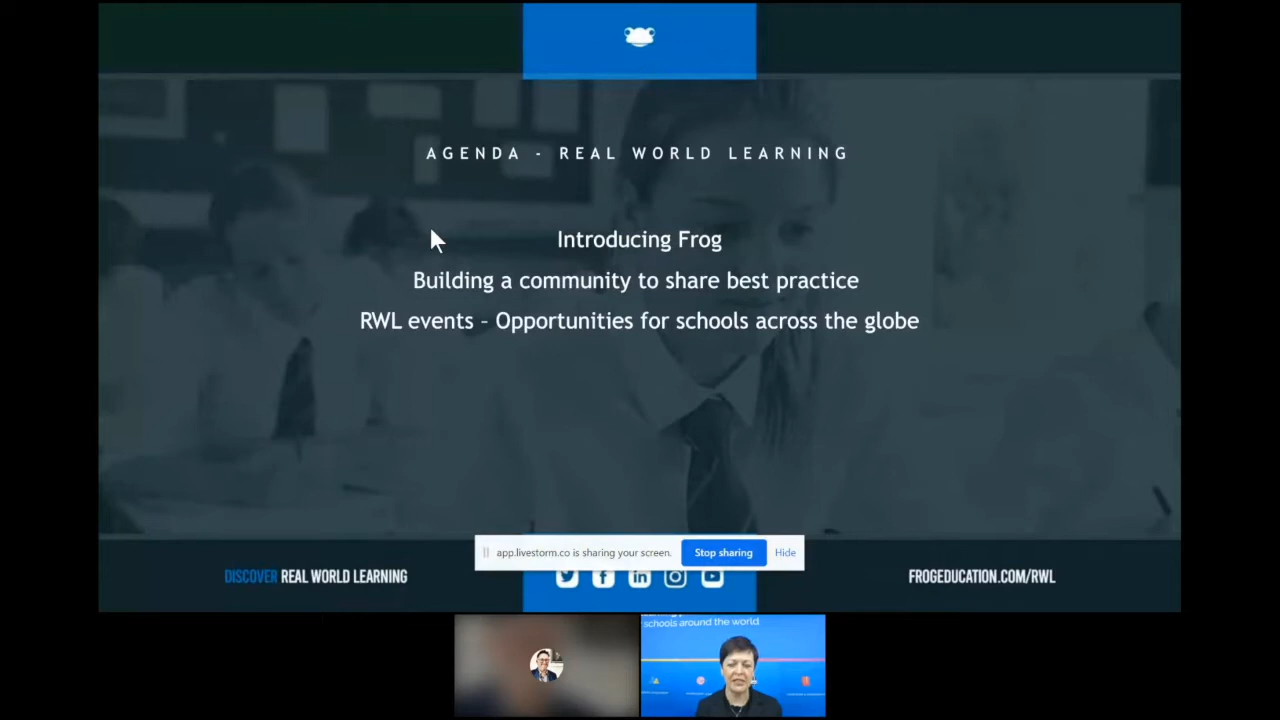 AGENDA - REAL WORLD LEARNING
Introducing Frog
Building a community to share best practice
RWL events – Opportunities for schools across the globe
app.livestorm.co is sharing your screen.
Stop sharing
Hide
DISCOVER REAL WORLD LEARNING
FROGEDUCATION.COM/RWL
schools around the world